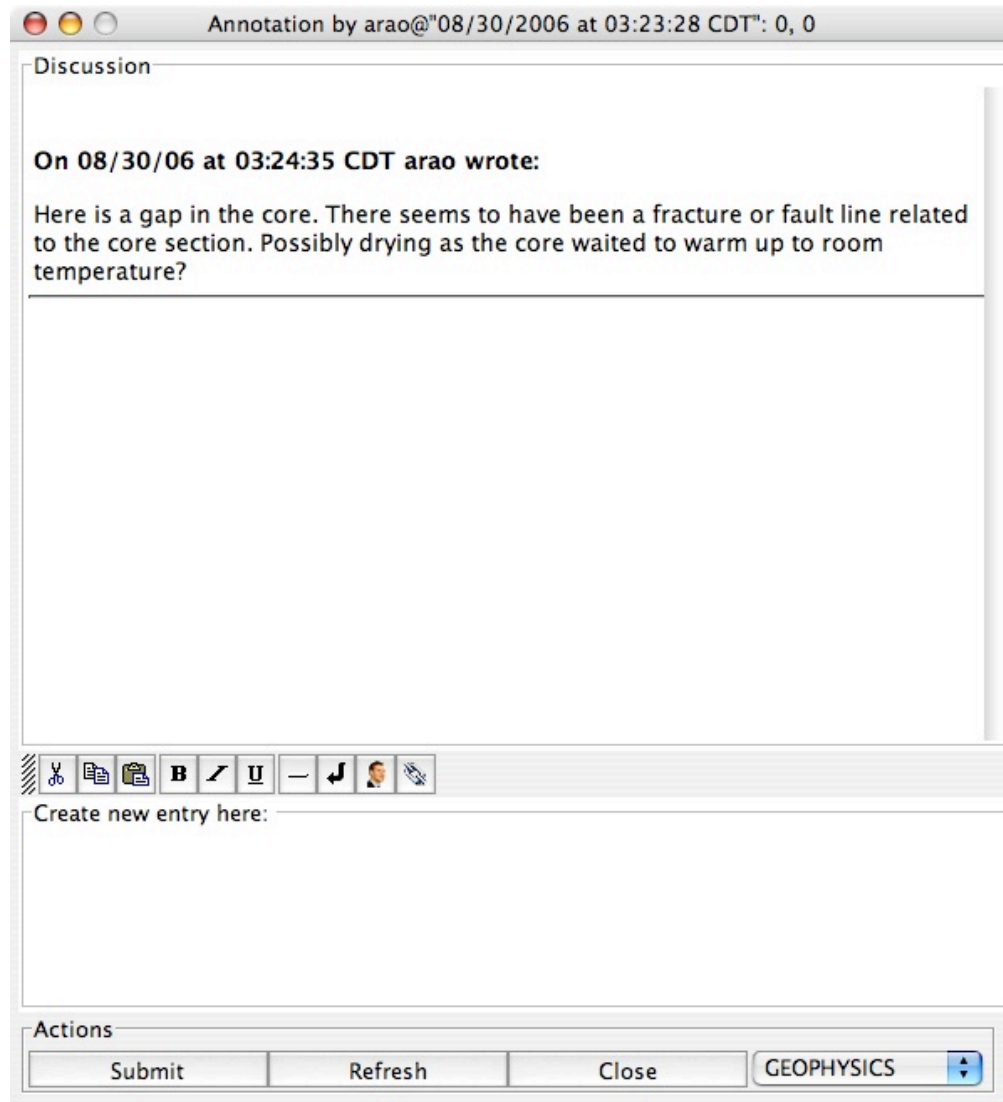 Annotation by arao@"08/30/2006 at 03:23:28 CDT": 0, 0
Discussion
On 08/30/06 at 03:24:35 CDT arao wrote:
Here is a gap in the core. There seems to have been a fracture or fault line related
to the core section. Possibly drying as the core waited to warm up to room
temperature?
B I U
Create new entry here:
Actions
Submit Refresh Close GEOPHYSICS